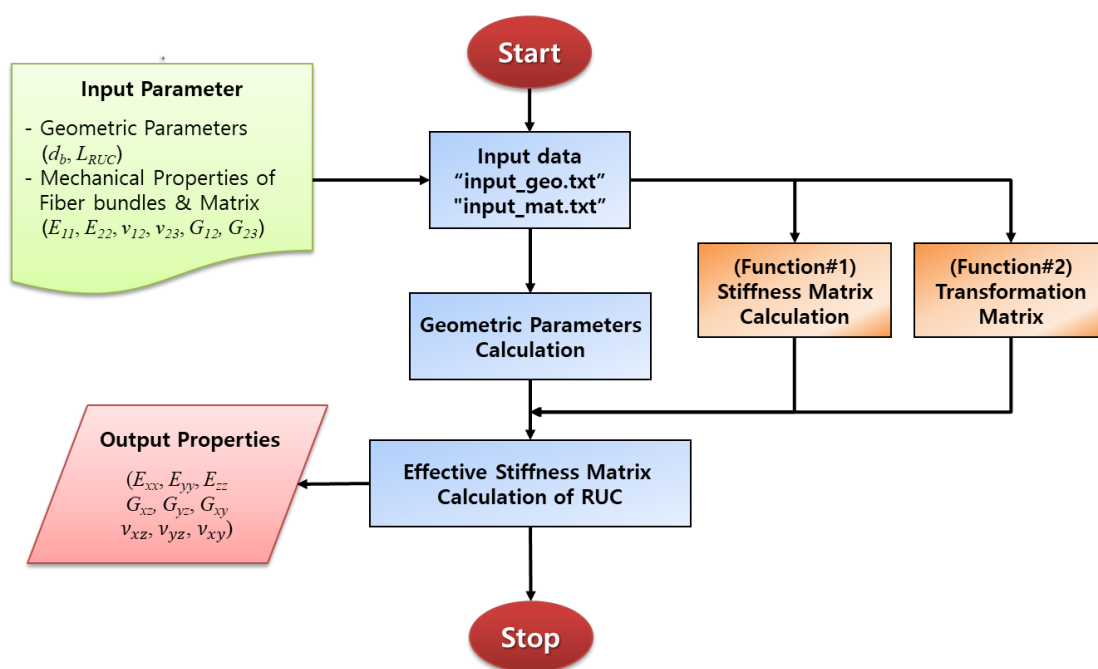 Start
Input Parameter
- Geometric Parameters
(d_b, L_RUC)
- Mechanical Properties of
Fiber bundles & Matrix
(E_11, E_22, ν_12, ν_23, G_12, G_23)
Input data
“input_geo.txt”
"input_mat.txt”
(Function#1)
Stiffness Matrix
Calculation
(Function#2)
Transformation
Matrix
Geometric Parameters
Calculation
Output Properties
(E_xx, E_yy, E_zz
G_xz, G_yz, G_xy
ν_xz, ν_yz, ν_xy)
Effective Stiffness Matrix
Calculation of RUC
Stop